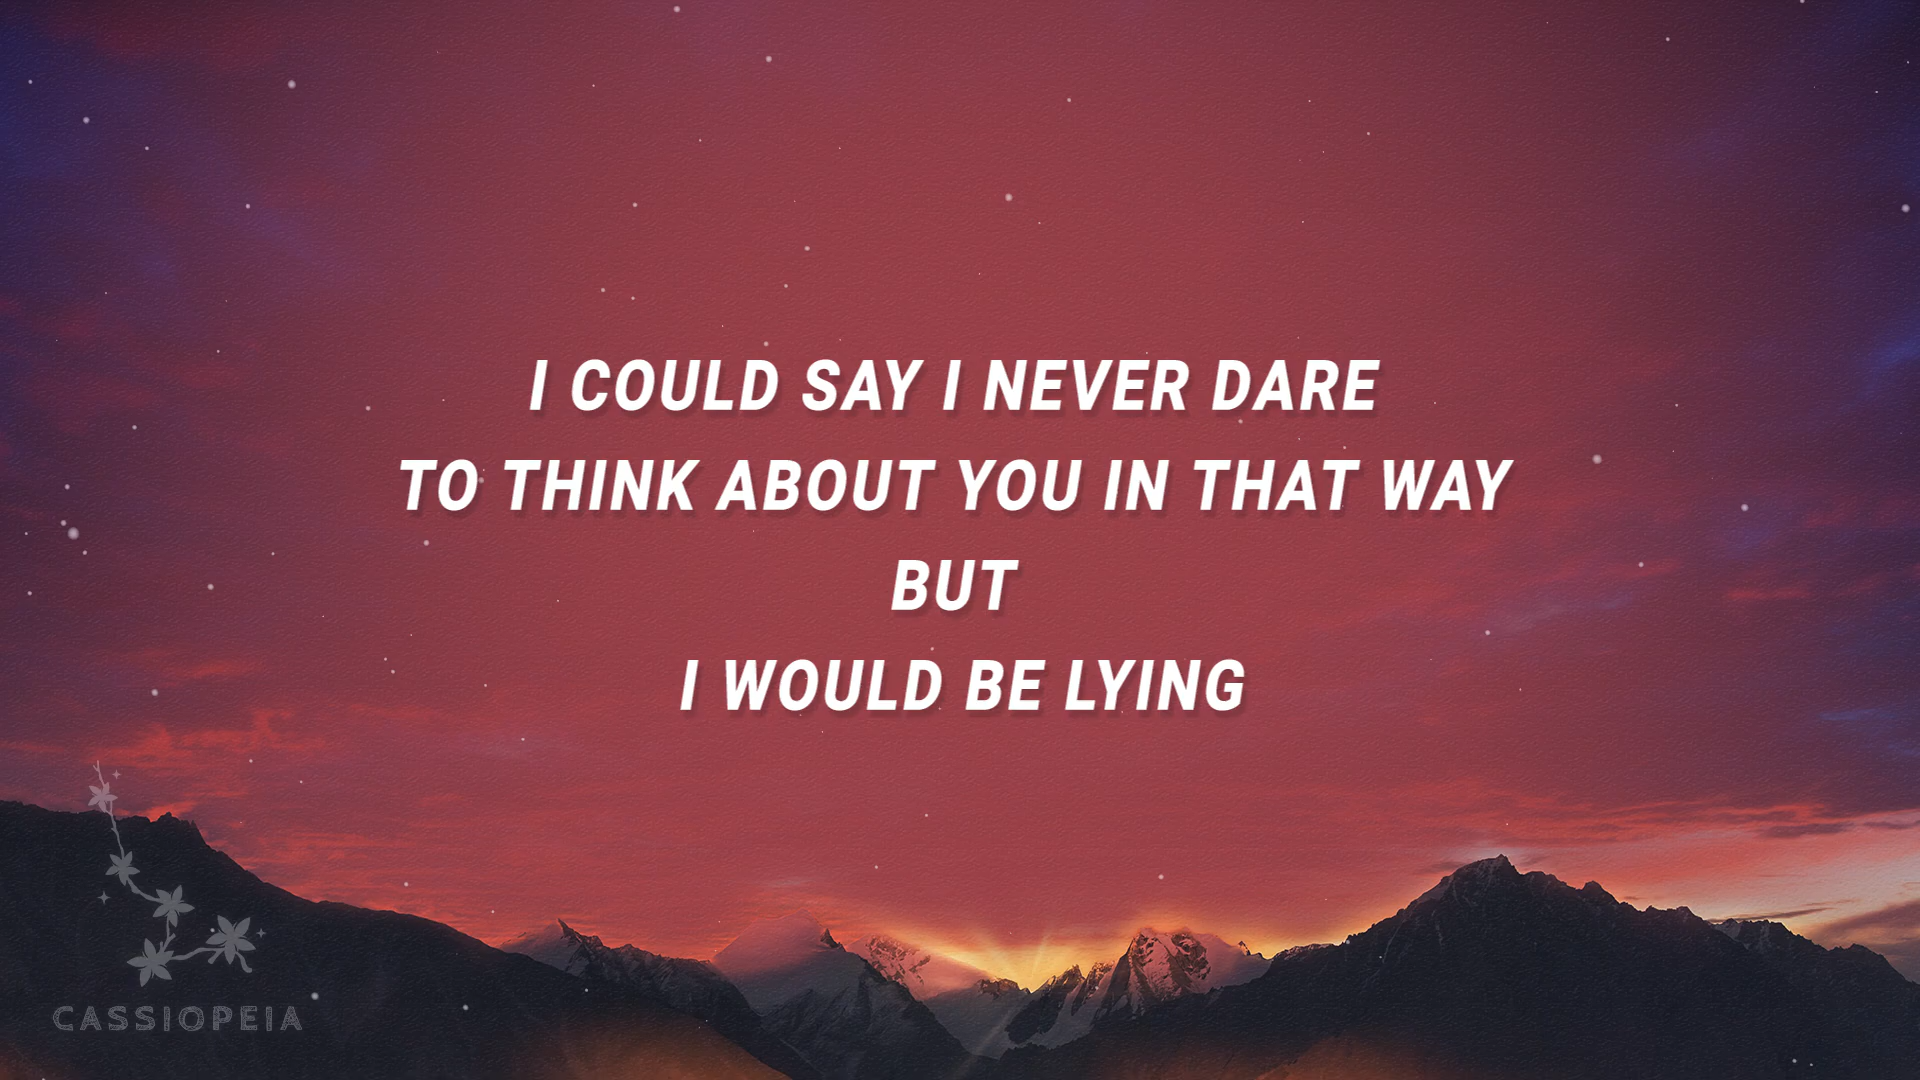 I COULD SAY I NEVER DARE
TO THINK ABOUT YOU IN THAT WAY
BUT
I WOULD BE LYING
CASSIOPEIA